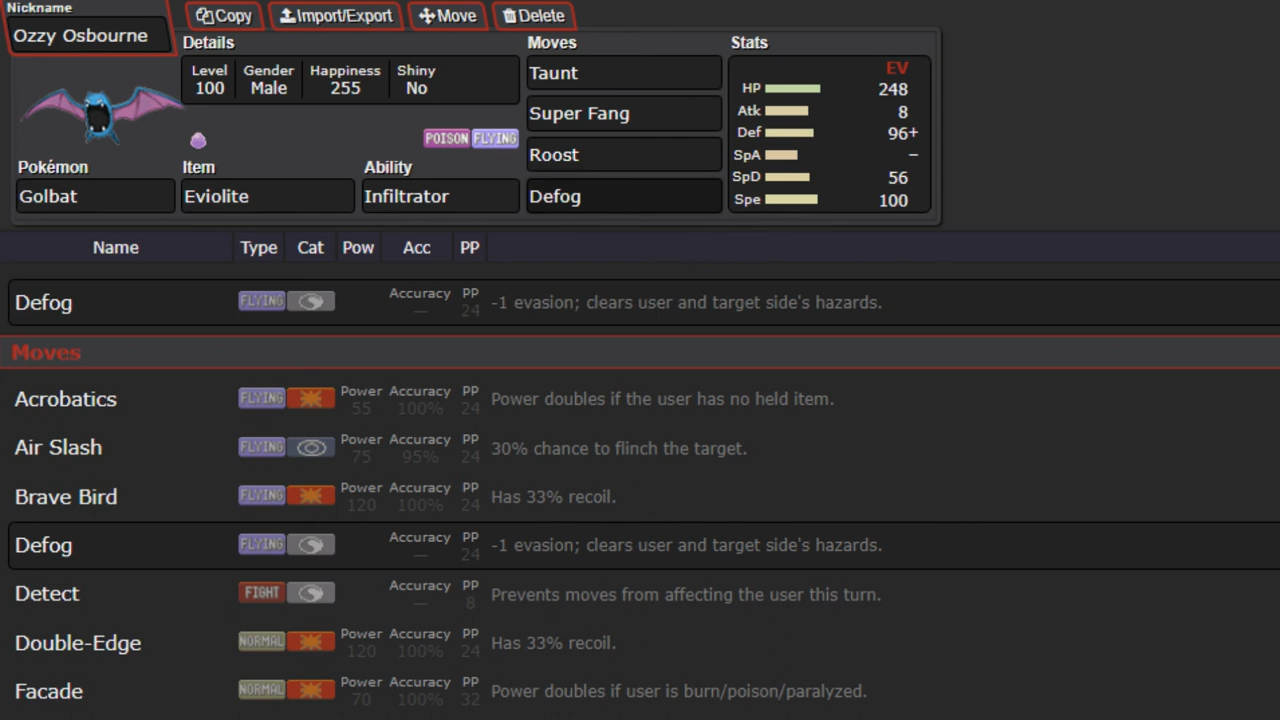 Nickname
Ozzy Osbourne
Copy Import/Export Move Delete
Details
Level Gender Happiness Shiny
100 Male 255 No
POISON FLYING
Pokémon Item Ability
Golbat Eviolite Infiltrator
Moves
Taunt
Super Fang
Roost
Defog
Stats
EV
HP 248
Atk 8
Def 96+
SpA –
SpD 56
Spe 100
Name Type Cat Pow Acc PP
Defog FLYING Accuracy — PP 24 -1 evasion; clears user and target side's hazards.
Moves
Acrobatics FLYING Power 55 Accuracy 100% PP 24 Power doubles if the user has no held item.
Air Slash FLYING Power 75 Accuracy 95% PP 24 30% chance to flinch the target.
Brave Bird FLYING Power 120 Accuracy 100% PP 24 Has 33% recoil.
Defog FLYING Accuracy — PP 24 -1 evasion; clears user and target side's hazards.
Detect FIGHT Accuracy — PP 8 Prevents moves from affecting the user this turn.
Double-Edge NORMAL Power 120 Accuracy 100% PP 24 Has 33% recoil.
Facade NORMAL Power 70 Accuracy 100% PP 32 Power doubles if user is burn/poison/paralyzed.